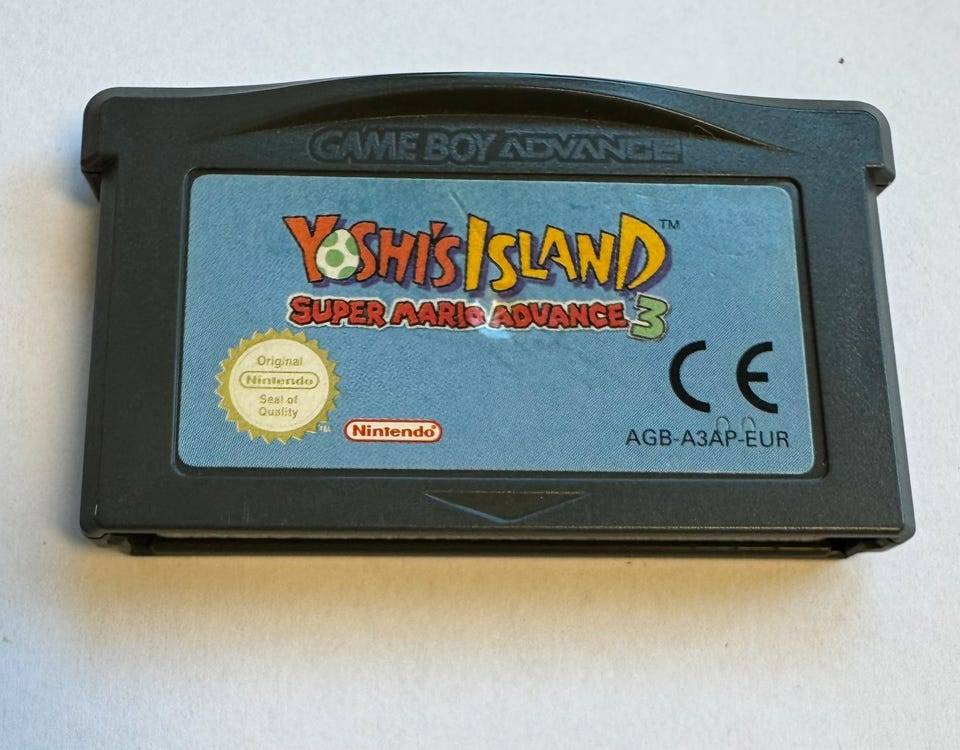 GAME BOY ADVANCE
YOSHI'S ISLAND™
SUPER MARIO ADVANCE 3
Original
Nintendo
Seal of
Quality
TM
Nintendo®
CE
AGB-A3AP-EUR